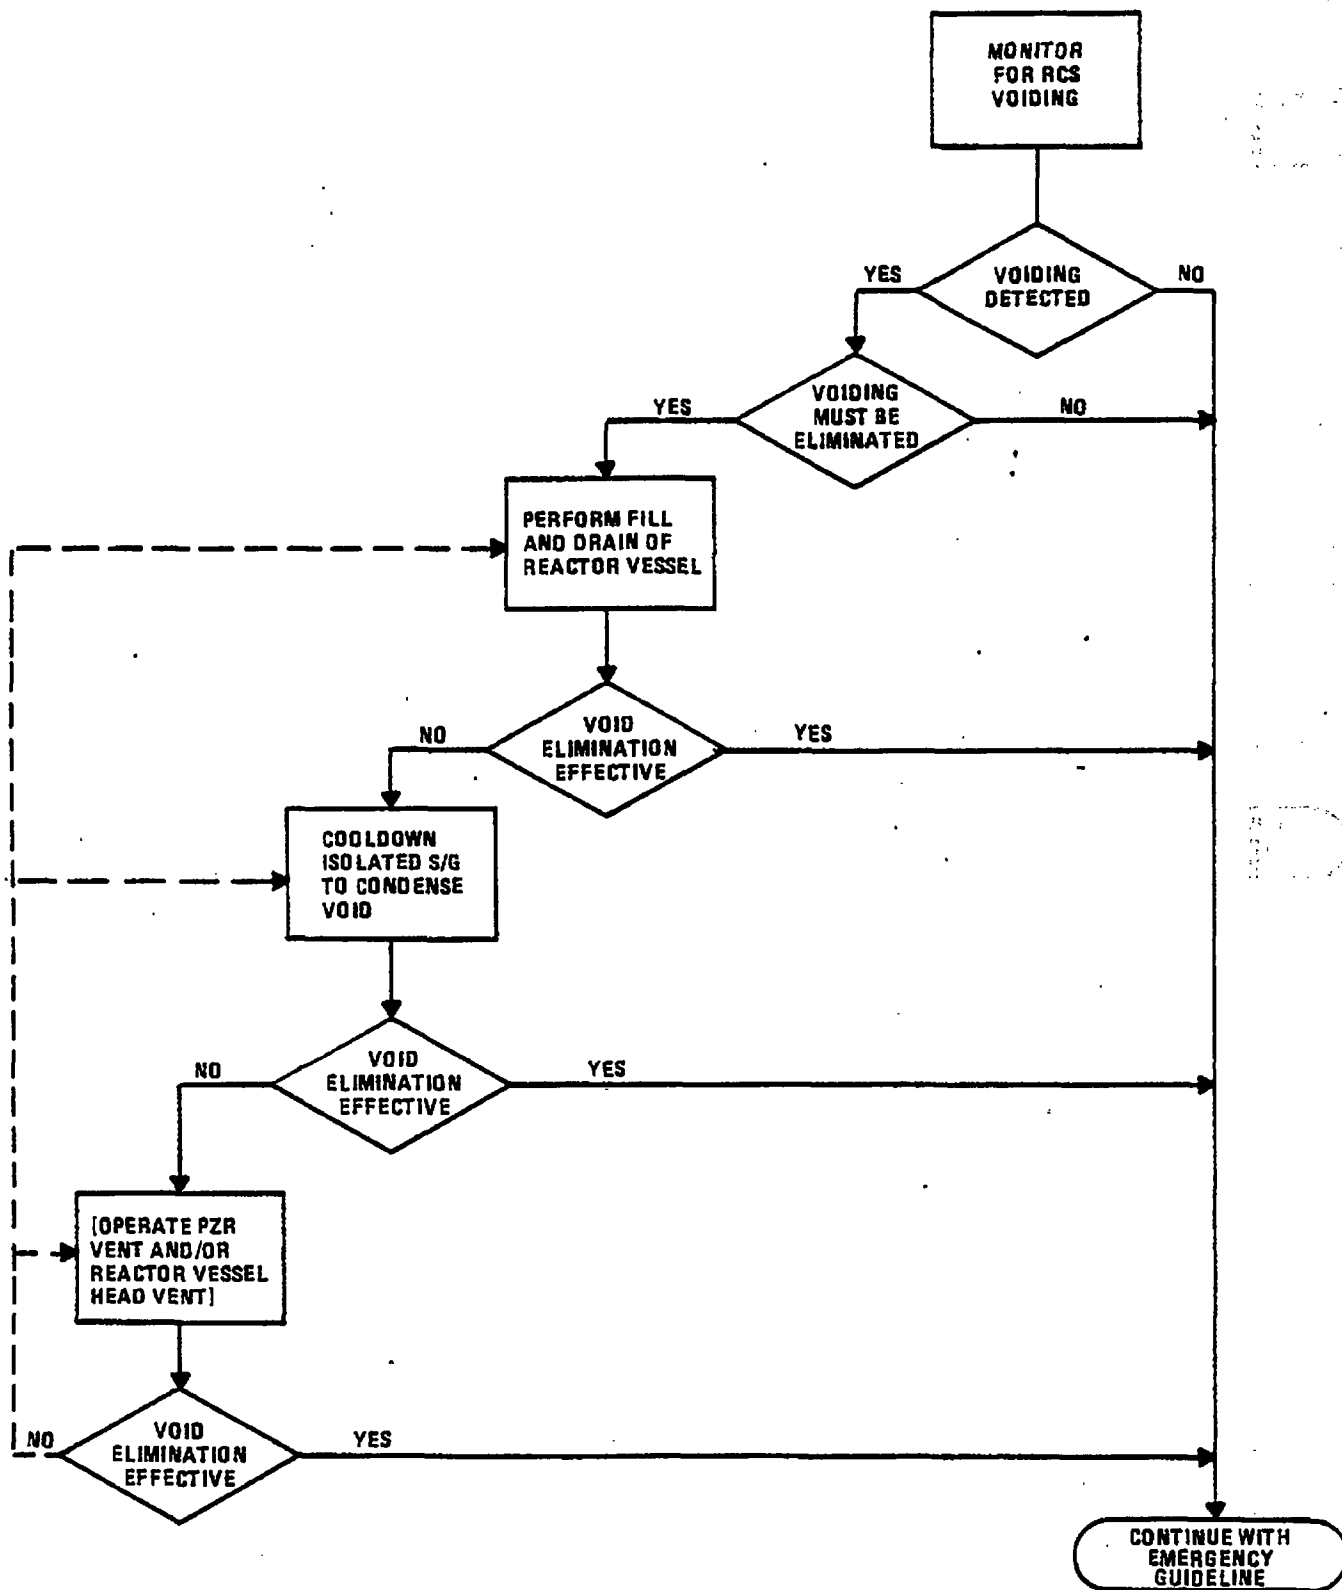 MONITOR
FOR RCS
VOIDING
YES
VOIDING
DETECTED
NO
YES
VOIDING
MUST BE
ELIMINATED
NO
PERFORM FILL
AND DRAIN OF
REACTOR VESSEL
NO
VOID
ELIMINATION
EFFECTIVE
YES
COOLDOWN
ISOLATED S/G
TO CONDENSE
VOID
NO
VOID
ELIMINATION
EFFECTIVE
YES
[OPERATE PZR
VENT AND/OR
REACTOR VESSEL
HEAD VENT]
NO
VOID
ELIMINATION
EFFECTIVE
YES
CONTINUE WITH
EMERGENCY
GUIDELINE